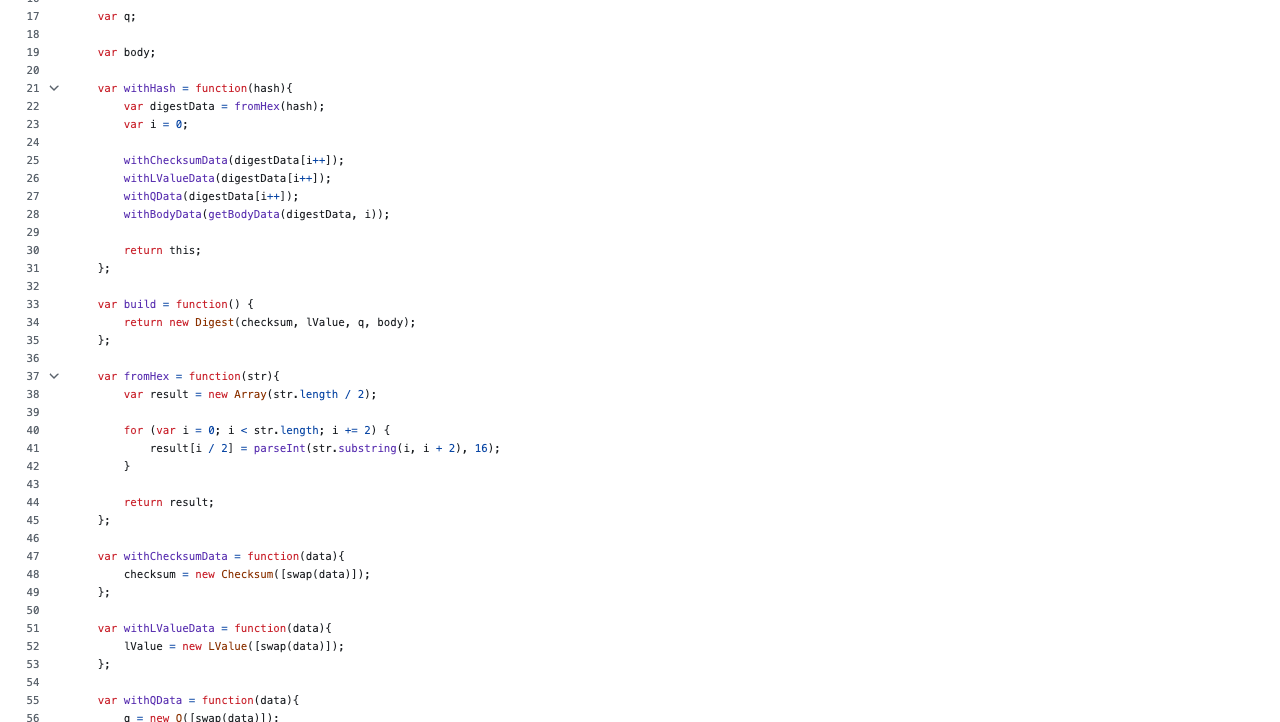 17 var q;
18
19 var body;
20
21 var withHash = function(hash){
22 var digestData = fromHex(hash);
23 var i = 0;
24
25 withChecksumData(digestData[i++]);
26 withLValueData(digestData[i++]);
27 withQData(digestData[i++]);
28 withBodyData(getBodyData(digestData, i));
29
30 return this;
31 };
32
33 var build = function() {
34 return new Digest(checksum, lValue, q, body);
35 };
36
37 var fromHex = function(str){
38 var result = new Array(str.length / 2);
39
40 for (var i = 0; i < str.length; i += 2) {
41 result[i / 2] = parseInt(str.substring(i, i + 2), 16);
42 }
43
44 return result;
45 };
46
47 var withChecksumData = function(data){
48 checksum = new Checksum([swap(data)]);
49 };
50
51 var withLValueData = function(data){
52 lValue = new LValue([swap(data)]);
53 };
54
55 var withQData = function(data){
56 q = new Q([swap(data)]);